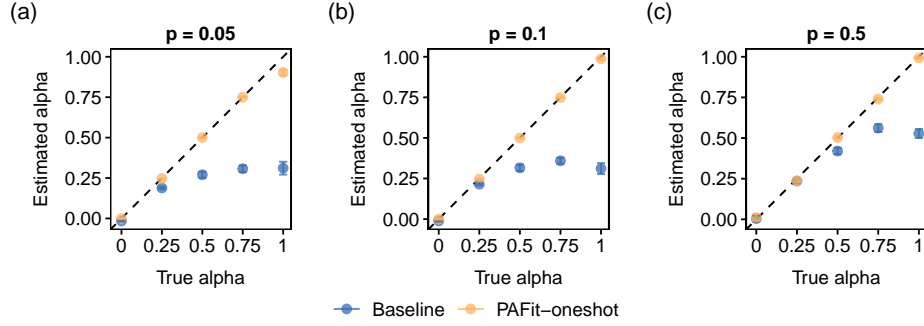 (a)
p = 0.05
Estimated alpha
1.00
0.75
0.50
0.25
0.00
0 0.25 0.5 0.75 1
True alpha
(b)
p = 0.1
Estimated alpha
1.00
0.75
0.50
0.25
0.00
0 0.25 0.5 0.75 1
True alpha
(c)
p = 0.5
Estimated alpha
1.00
0.75
0.50
0.25
0.00
0 0.25 0.5 0.75 1
True alpha
Baseline PAFit−oneshot